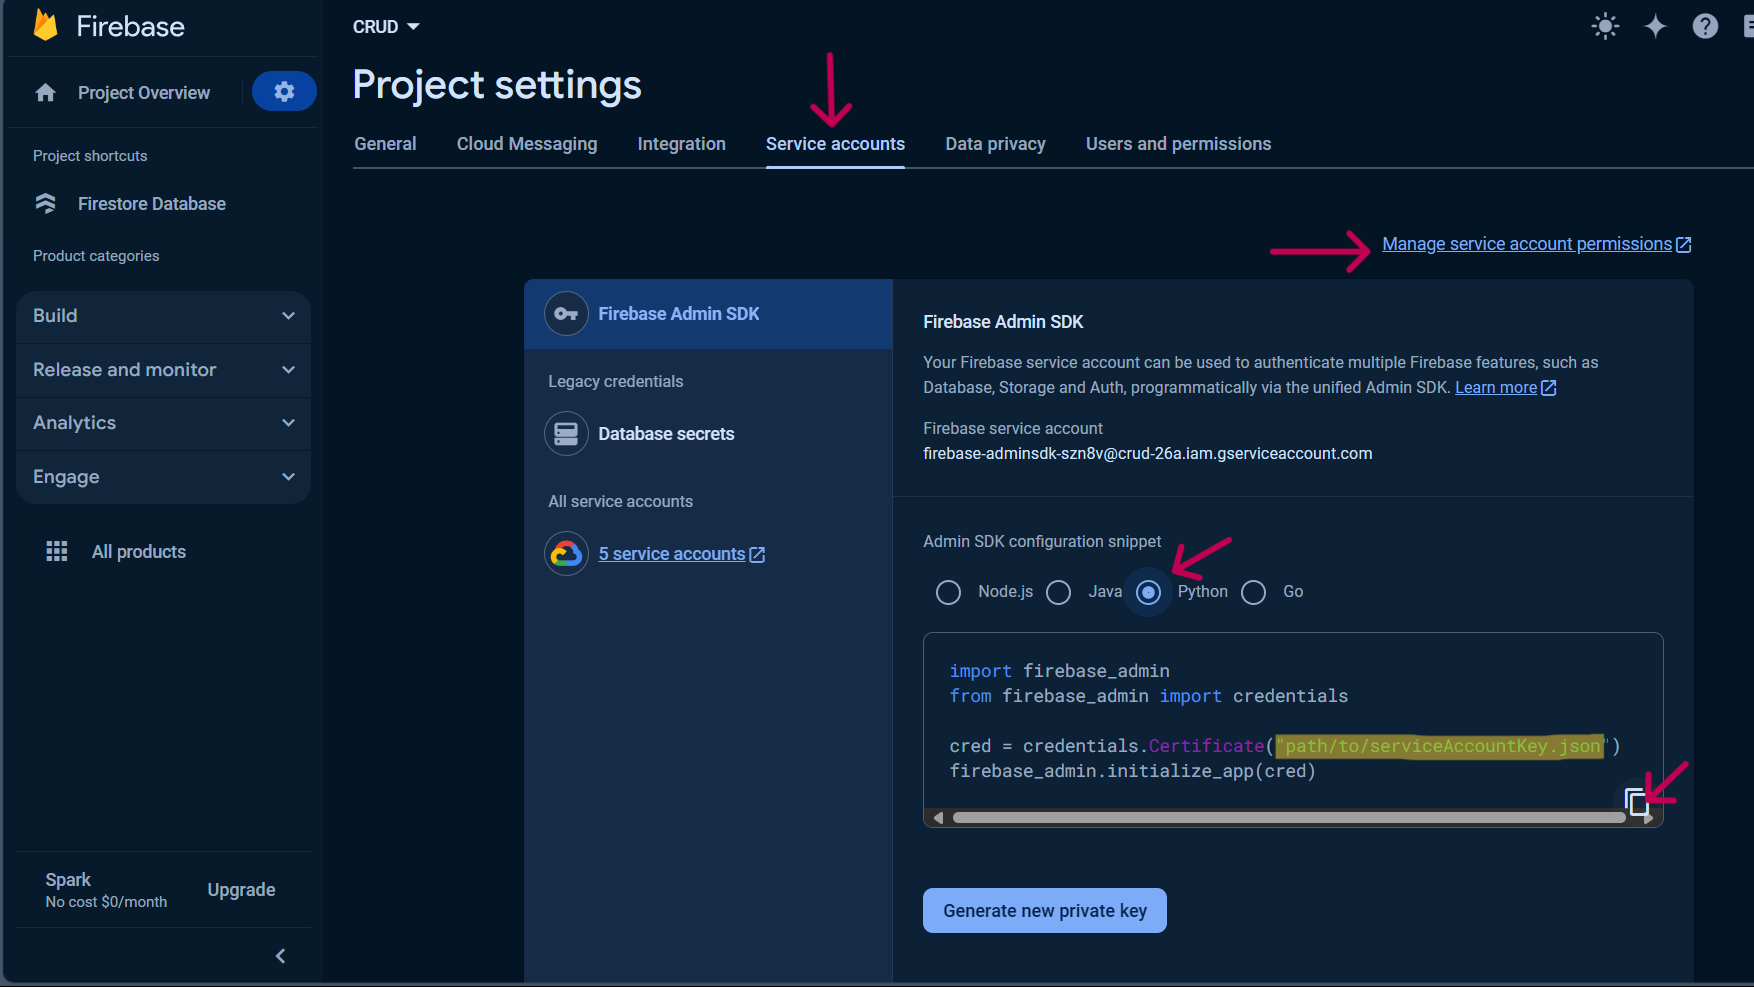 Firebase
CRUD
Project Overview
Project settings
General Cloud Messaging Integration Service accounts Data privacy Users and permissions
Project shortcuts
Firestore Database
Product categories
Build
Release and monitor
Analytics
Engage
All products
Spark
No cost $0/month
Upgrade
Manage service account permissions
Firebase Admin SDK
Legacy credentials
Database secrets
All service accounts
5 service accounts
Firebase Admin SDK
Your Firebase service account can be used to authenticate multiple Firebase features, such as
Database, Storage and Auth, programmatically via the unified Admin SDK. Learn more
Firebase service account
firebase-adminsdk-szn8v@crud-26a.iam.gserviceaccount.com
Admin SDK configuration snippet
Node.js Java Python Go
import firebase_admin
from firebase_admin import credentials
cred = credentials.Certificate("path/to/serviceAccountKey.json")
firebase_admin.initialize_app(cred)
Generate new private key